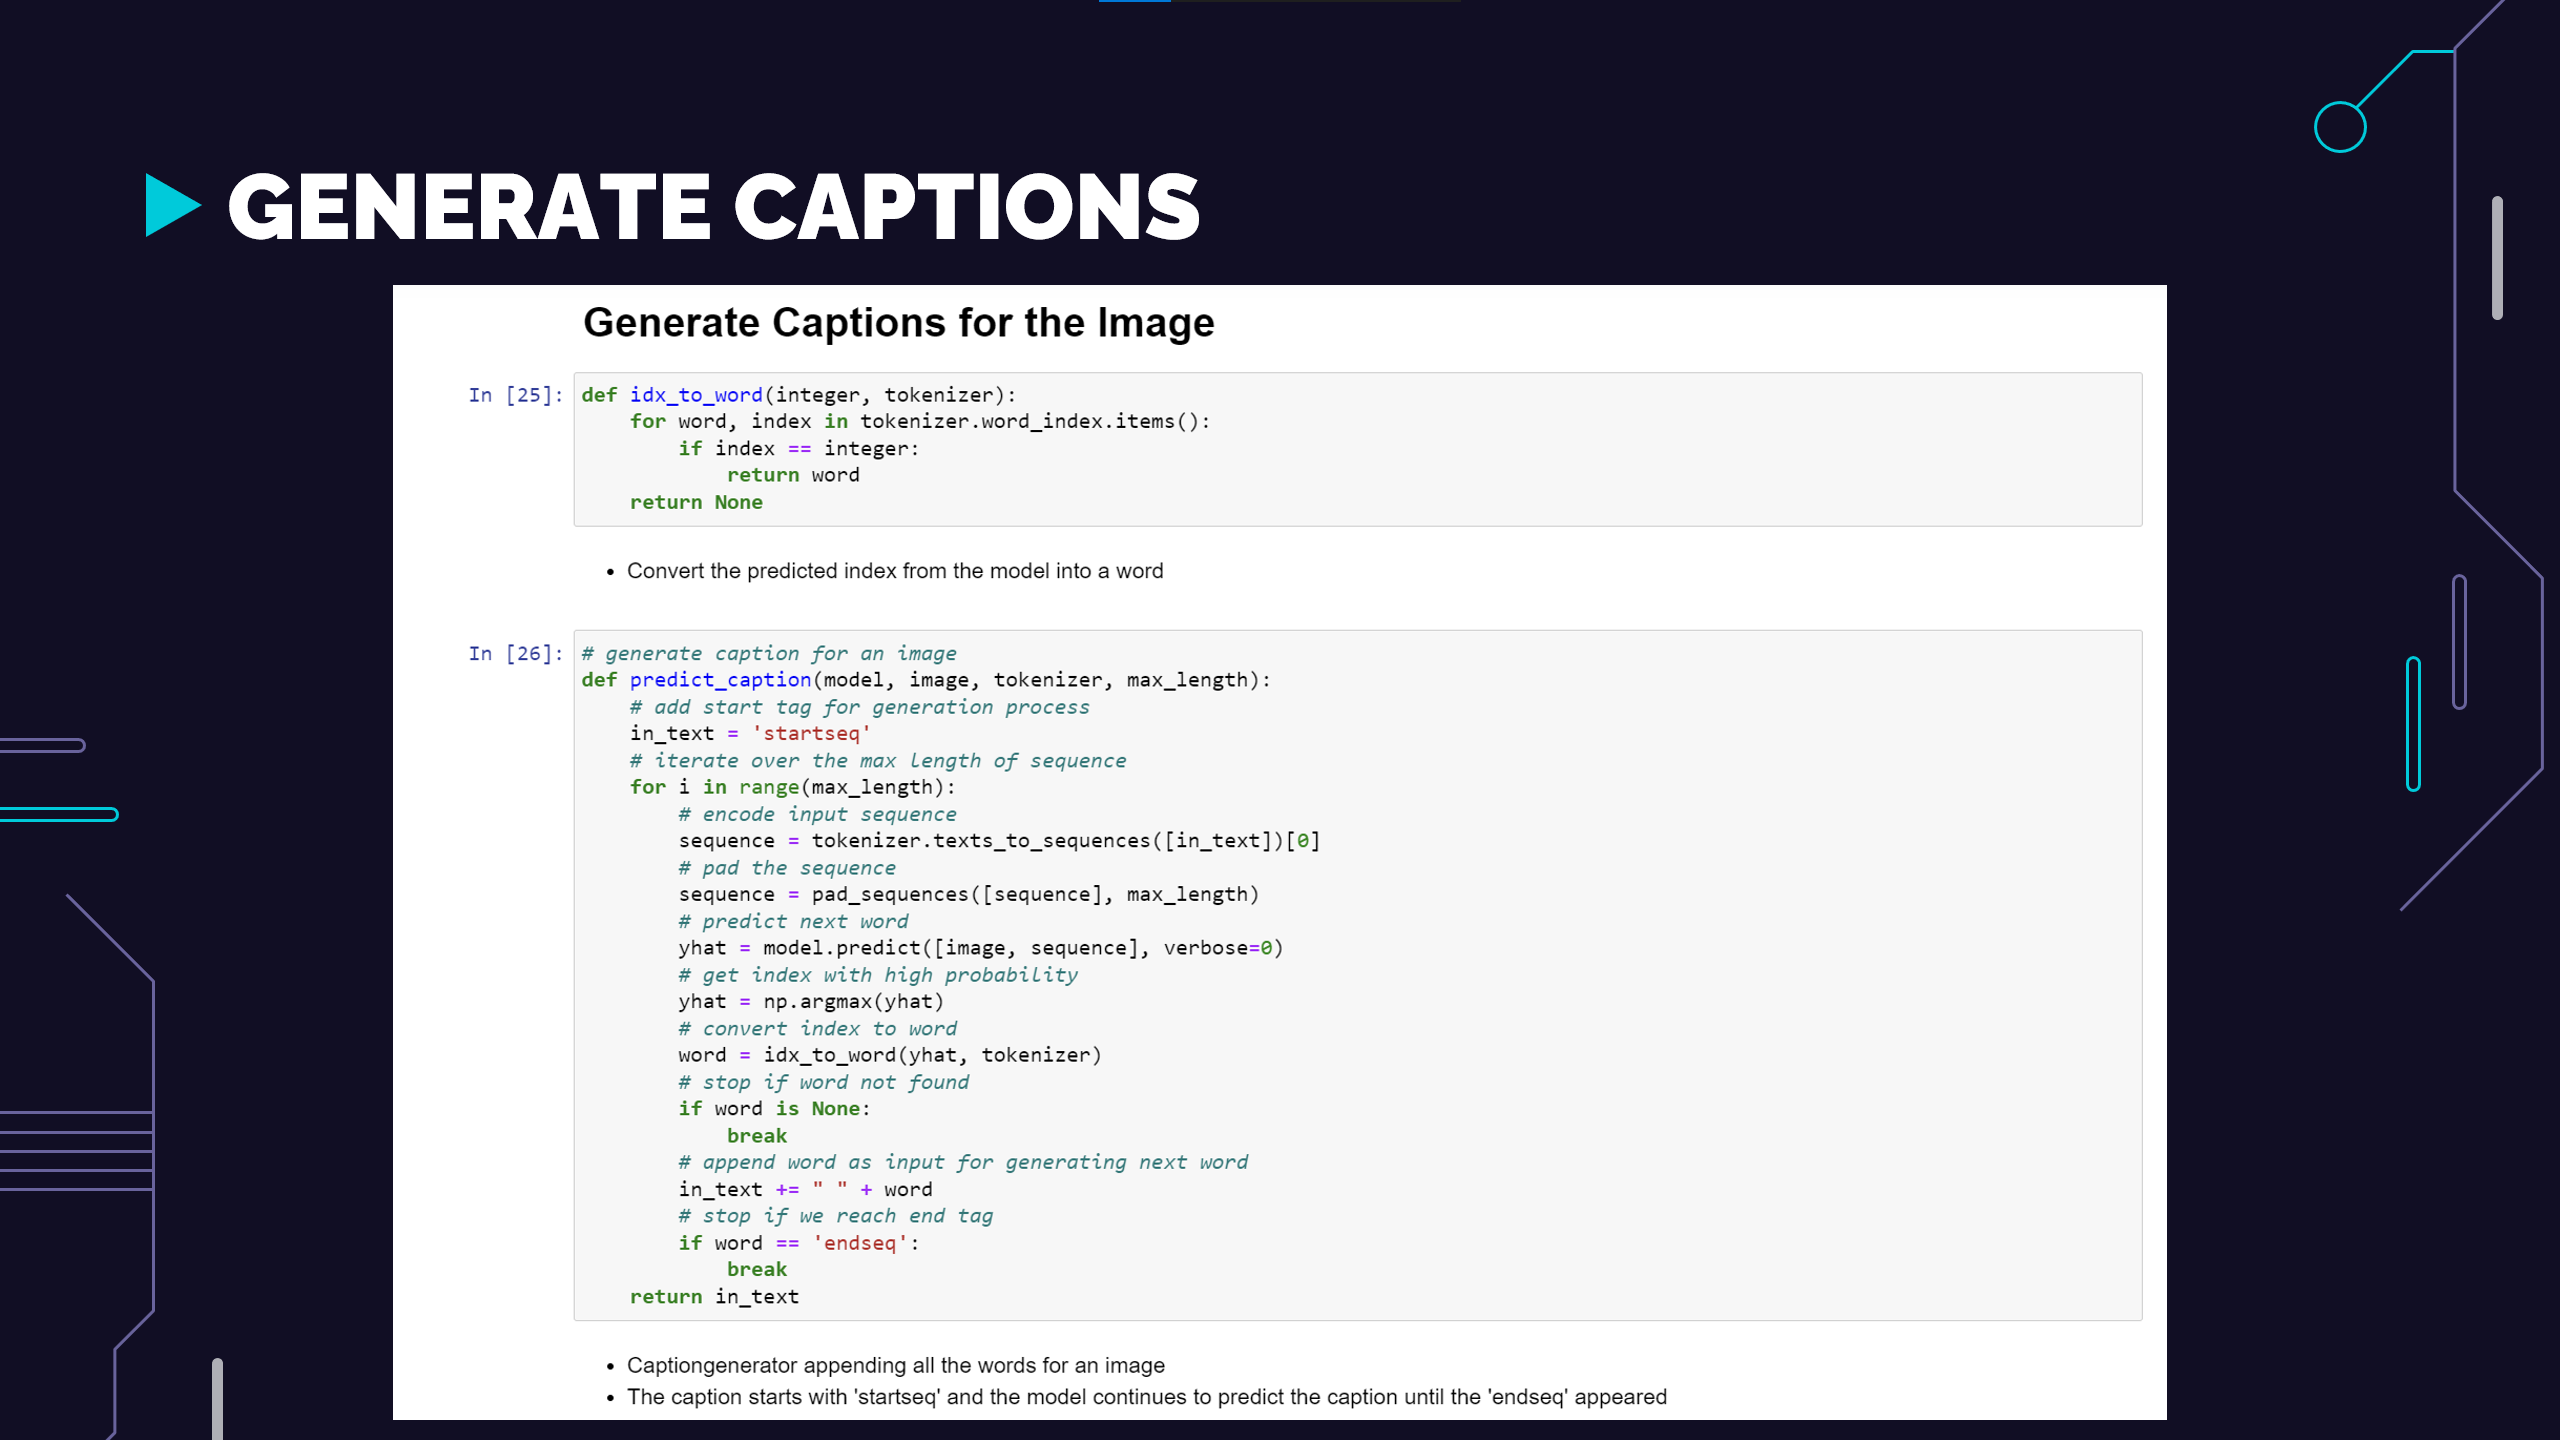 GENERATE CAPTIONS
Generate Captions for the Image
In [25]: def idx_to_word(integer, tokenizer):
    for word, index in tokenizer.word_index.items():
        if index == integer:
            return word
    return None
• Convert the predicted index from the model into a word
In [26]: # generate caption for an image
def predict_caption(model, image, tokenizer, max_length):
    # add start tag for generation process
    in_text = 'startseq'
    # iterate over the max length of sequence
    for i in range(max_length):
        # encode input sequence
        sequence = tokenizer.texts_to_sequences([in_text])[0]
        # pad the sequence
        sequence = pad_sequences([sequence], max_length)
        # predict next word
        yhat = model.predict([image, sequence], verbose=0)
        # get index with high probability
        yhat = np.argmax(yhat)
        # convert index to word
        word = idx_to_word(yhat, tokenizer)
        # stop if word not found
        if word is None:
            break
        # append word as input for generating next word
        in_text += " " + word
        # stop if we reach end tag
        if word == 'endseq':
            break
    return in_text
• Captiongenerator appending all the words for an image
• The caption starts with 'startseq' and the model continues to predict the caption until the 'endseq' appeared